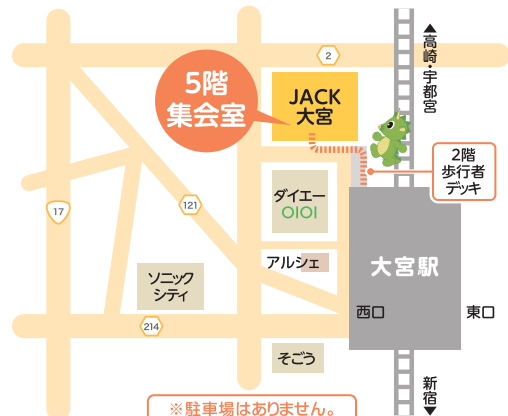 2
▲高崎・宇都宮
5階
集会室
JACK
大宮
2階
歩行者
デッキ
ダイエー
OIOI
17
121
アルシェ
大宮駅
ソニック
シティ
西口
東口
214
そごう
新宿▼
※駐車場はありません。